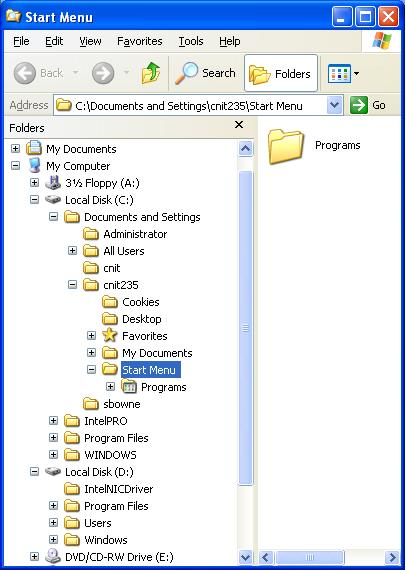 Start Menu
File Edit View Favorites Tools Help
Back Search Folders
Address C:\Documents and Settings\cnit235\Start Menu Go
Folders
My Documents
My Computer
3½ Floppy (A:)
Local Disk (C:)
Documents and Settings
Administrator
All Users
cnit
cnit235
Cookies
Desktop
Favorites
My Documents
Start Menu
Programs
sbowne
IntelPRO
Program Files
WINDOWS
Local Disk (D:)
IntelNICDriver
Program Files
Users
Windows
DVD/CD-RW Drive (E:)
Programs